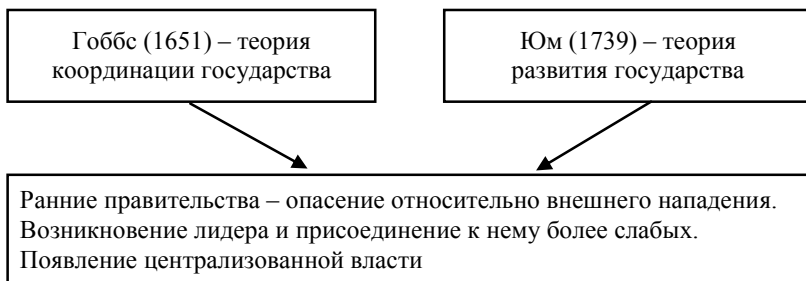 Гоббс (1651) – теория
координации государства
Юм (1739) – теория
развития государства
Ранние правительства – опасение относительно внешнего нападения.
Возникновение лидера и присоединение к нему более слабых.
Появление централизованной власти